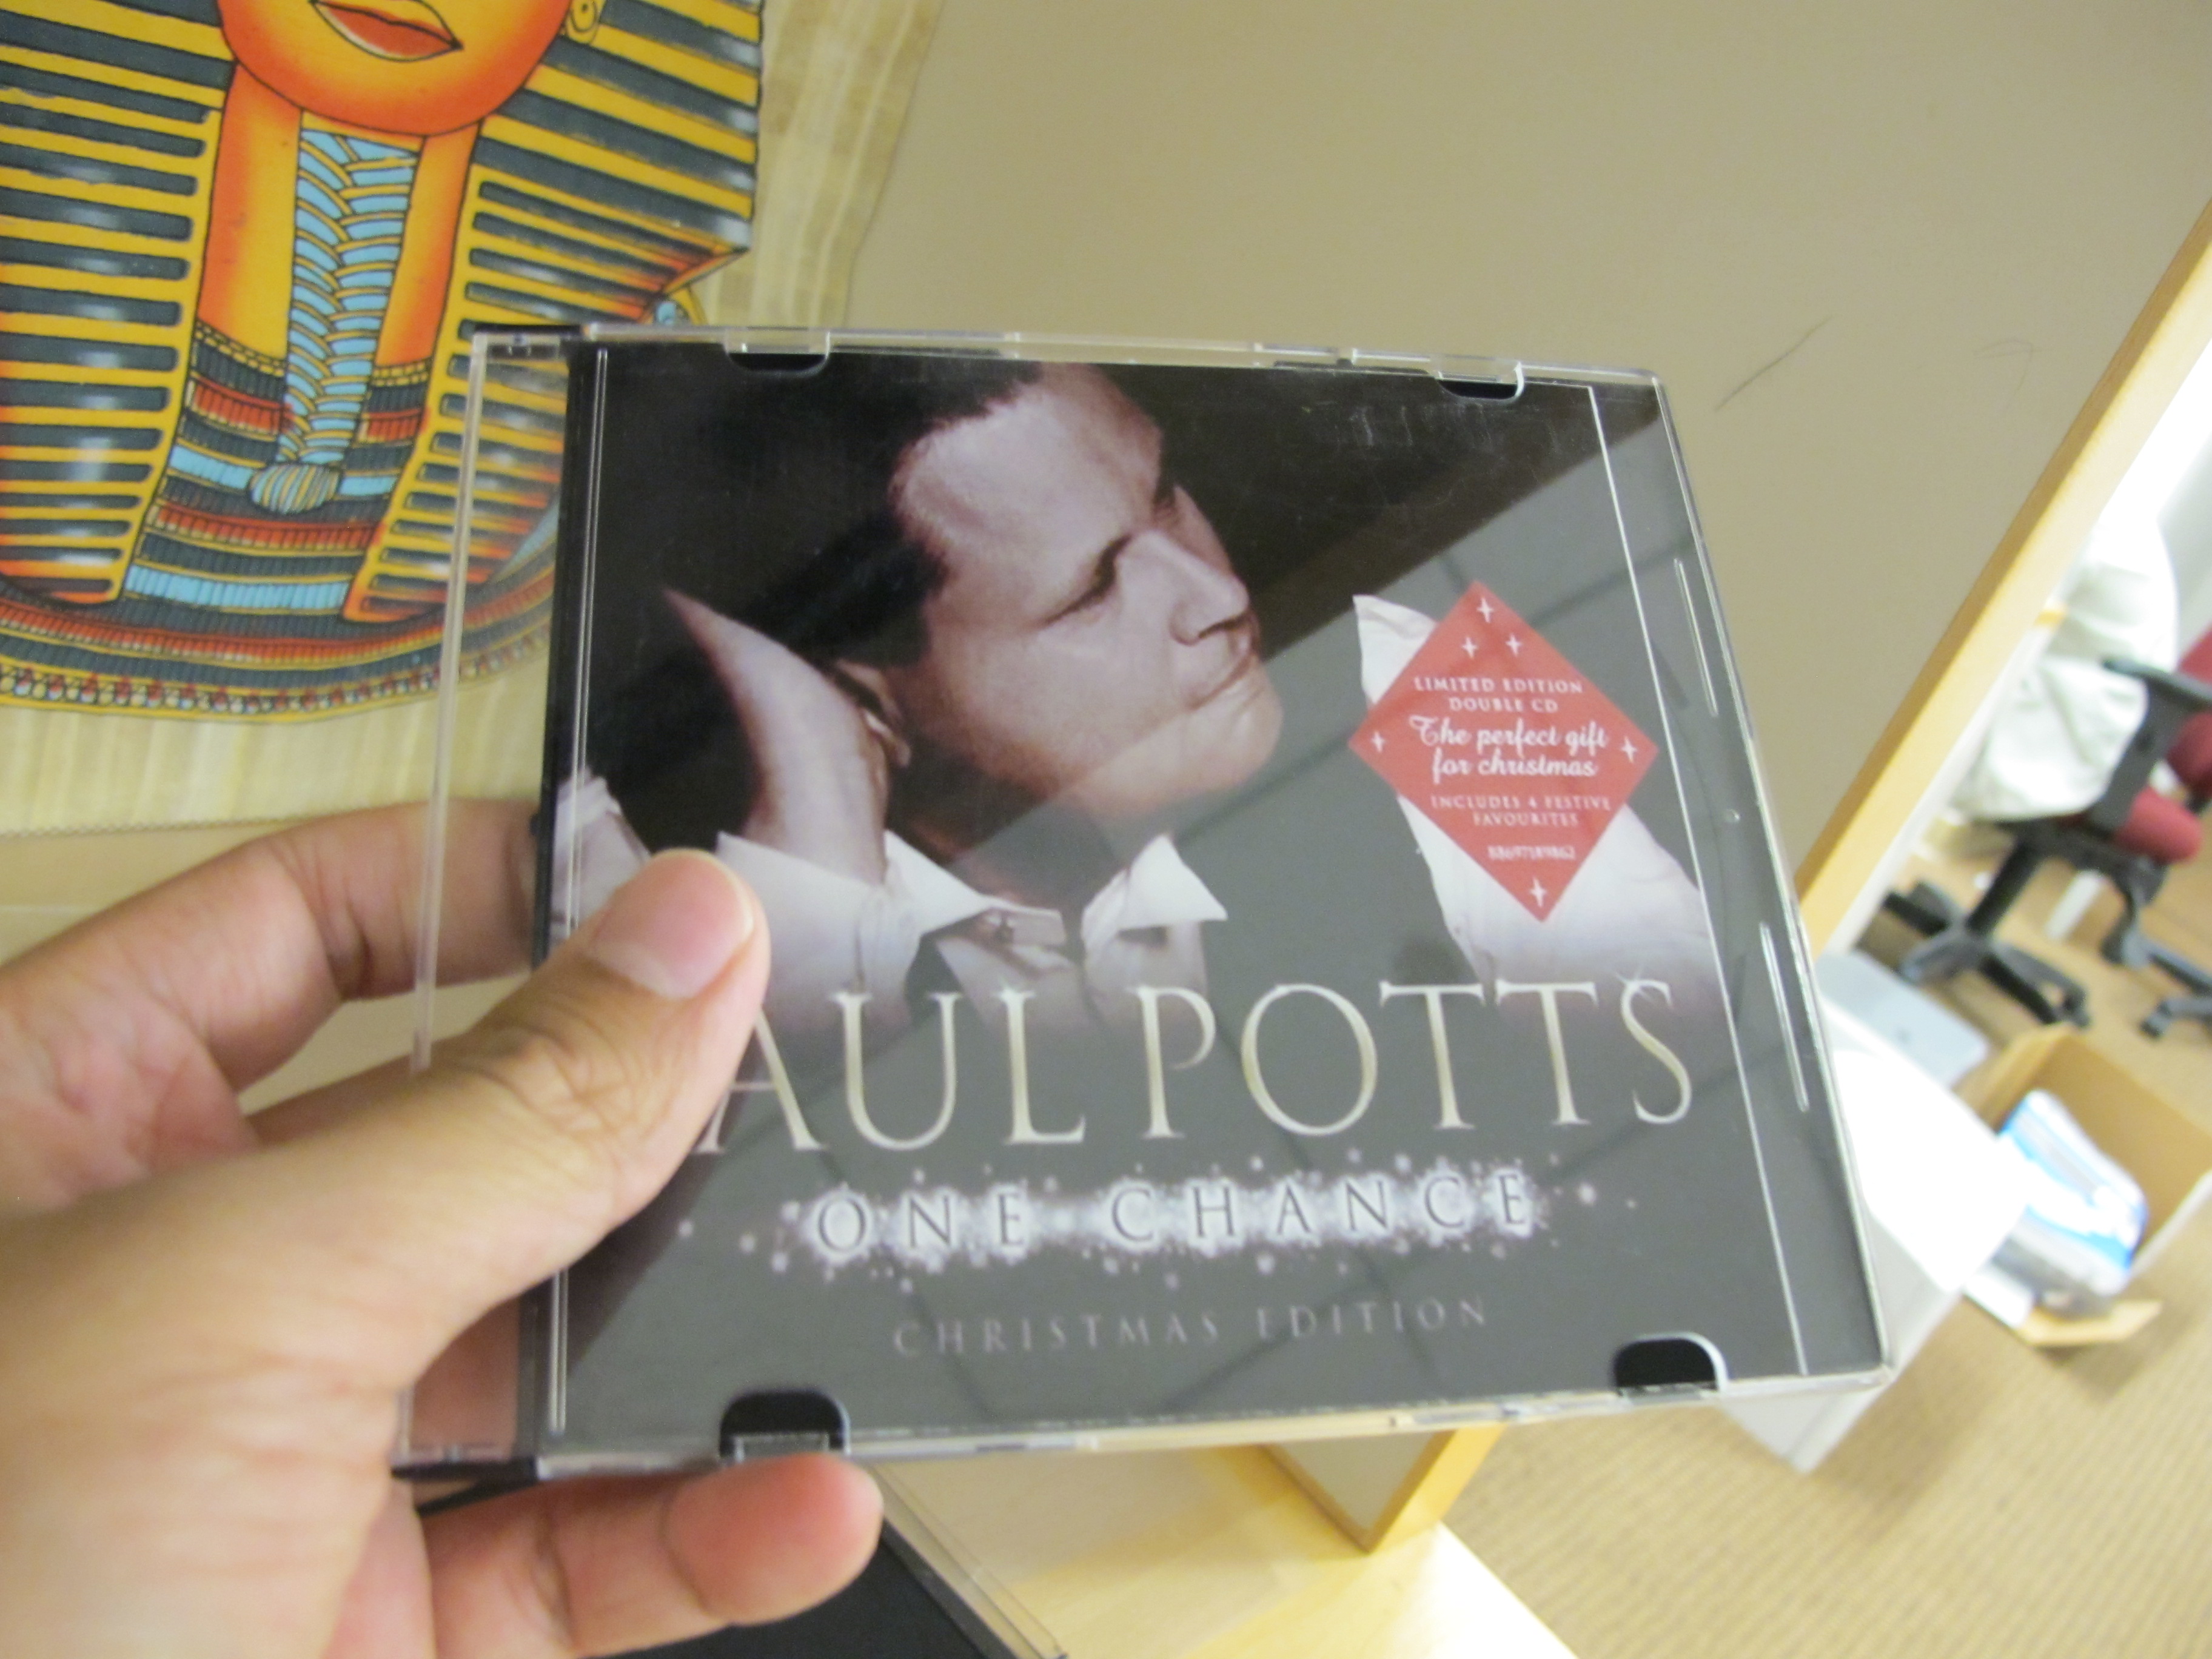 LIMITED EDITION
DOUBLE CD
The perfect gift
for christmas
INCLUDES 4 FESTIVE
FAVOURITES
88697189862
AUL POTTS
ONE CHANCE
CHRISTMAS EDITION